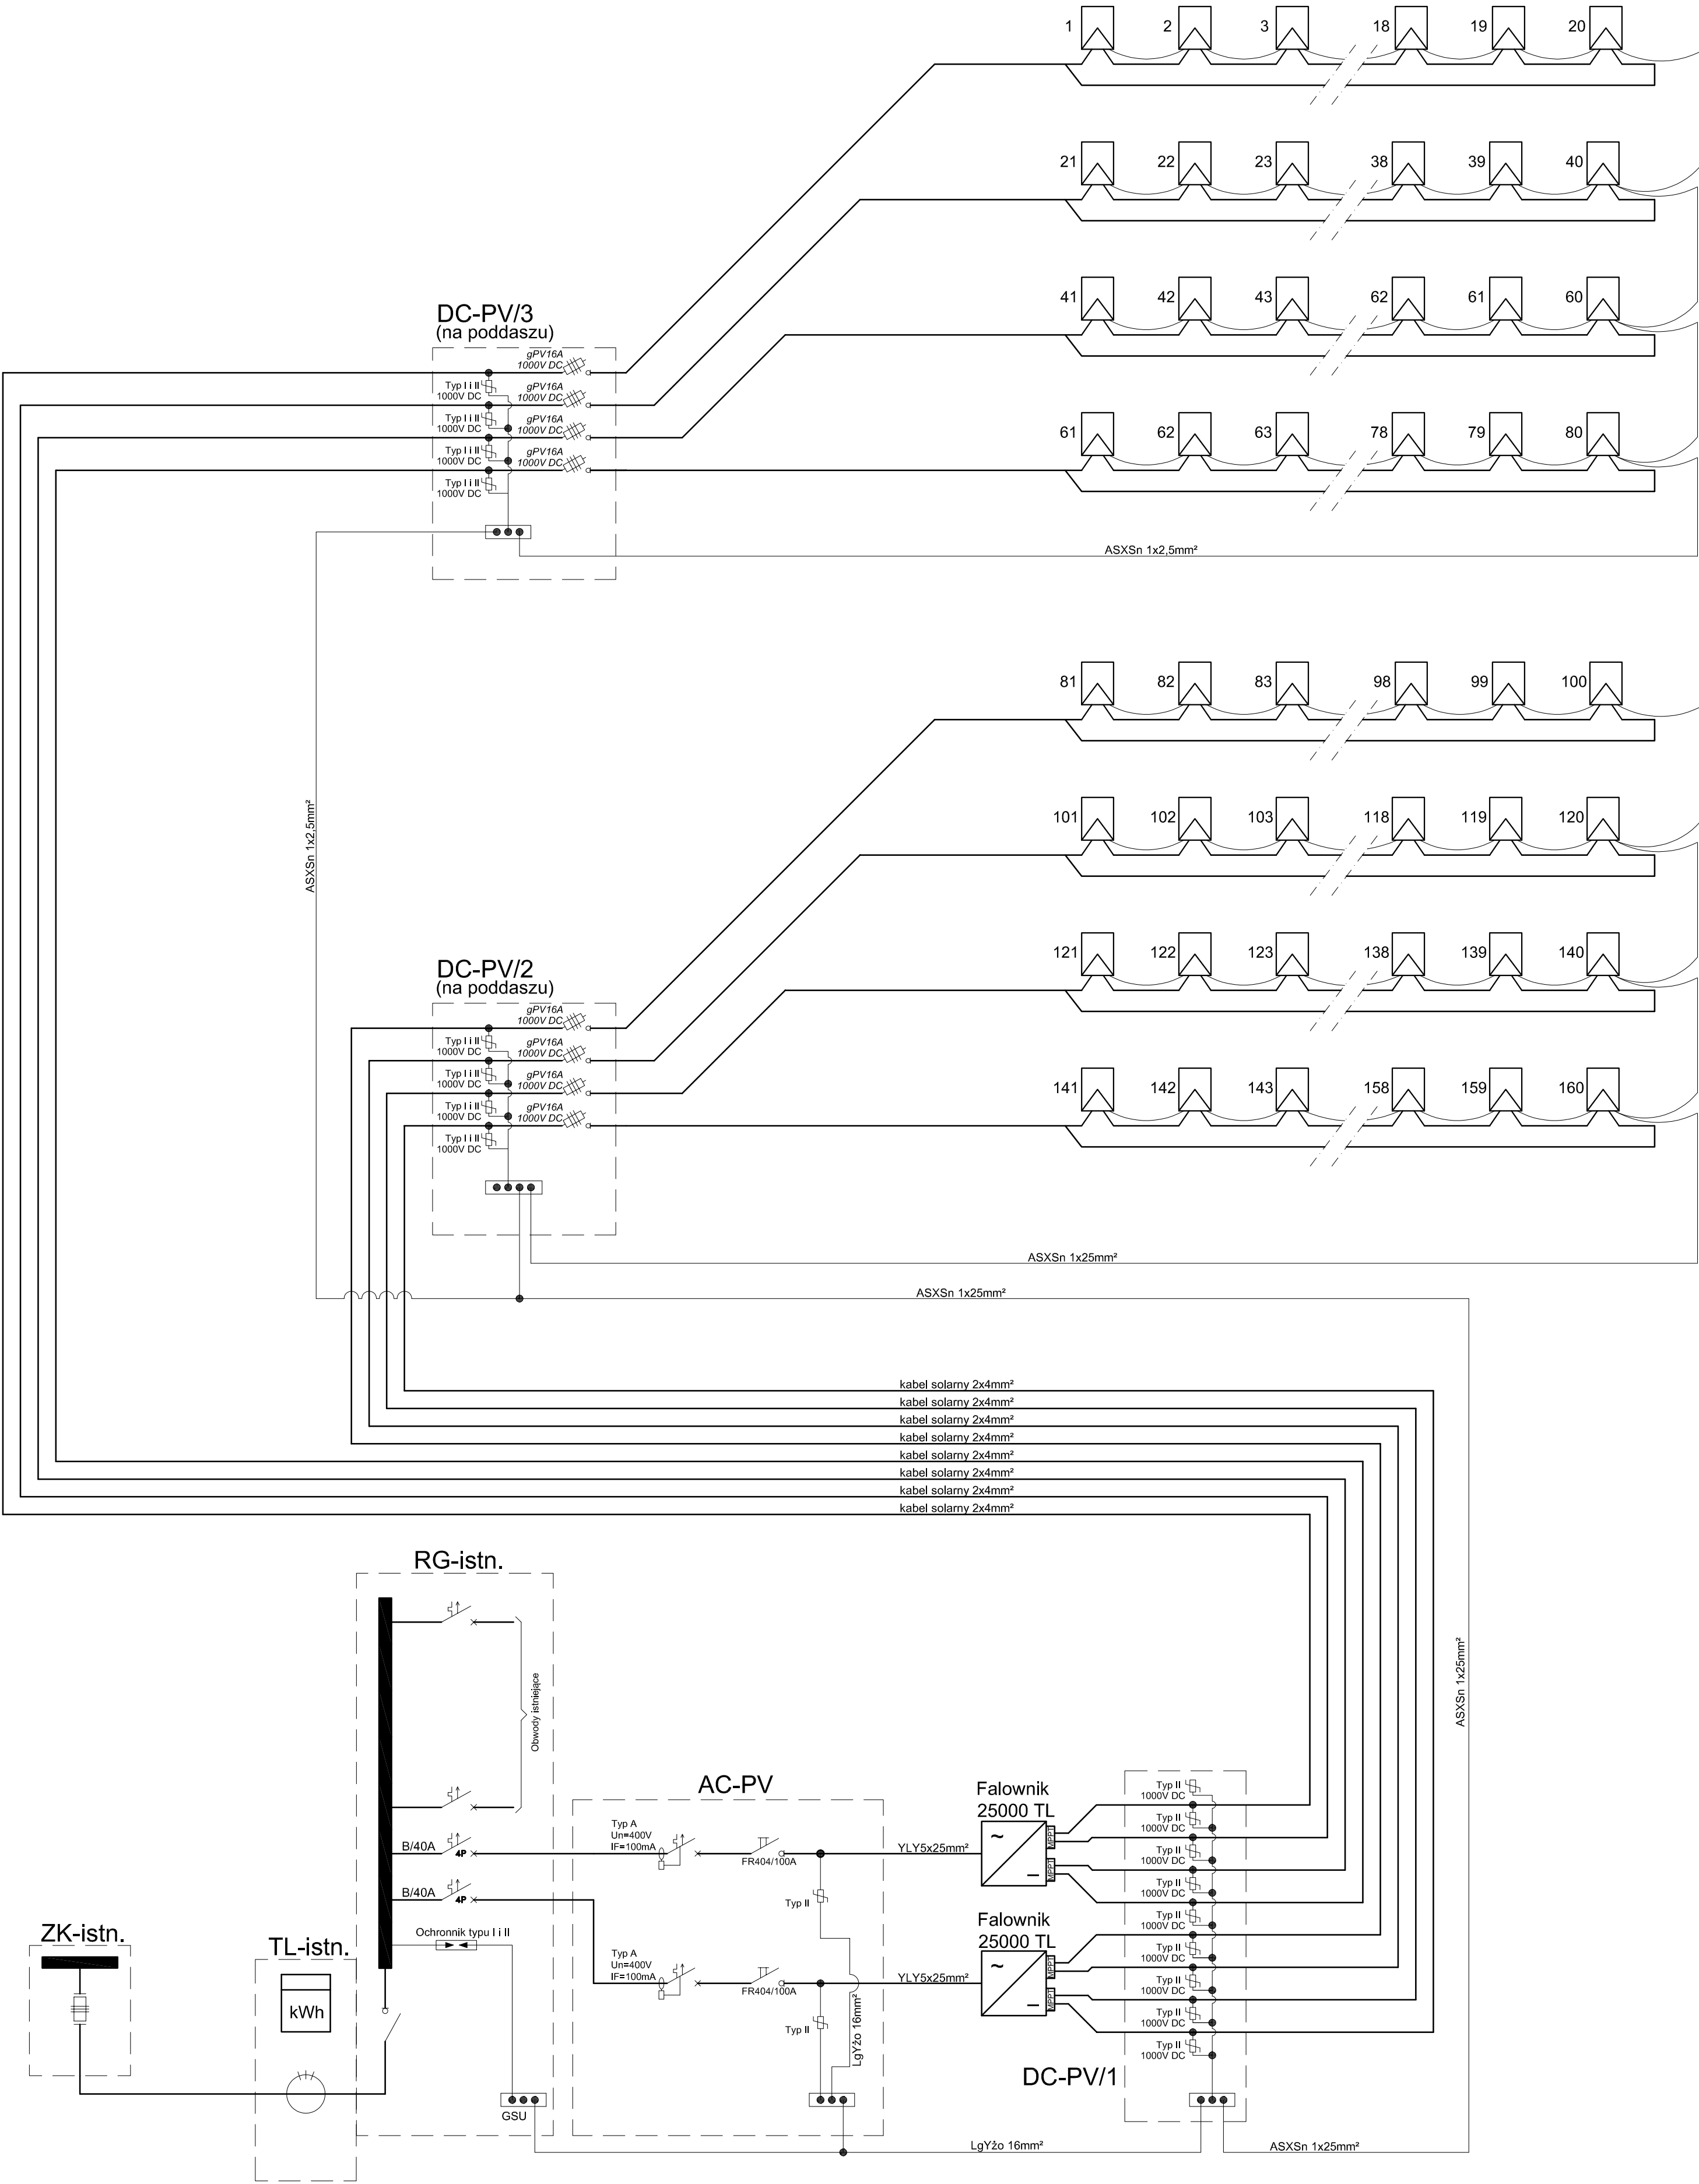 1 2 3 18 19 20
21 22 23 38 39 40
41 42 43 62 61 60
61 62 63 78 79 80
DC-PV/3
(na poddaszu)
gPV16A
1000V DC
Typ I i II
1000V DC
gPV16A
1000V DC
Typ I i II
1000V DC
gPV16A
1000V DC
Typ I i II
1000V DC
gPV16A
1000V DC
Typ I i II
1000V DC
ASXSn 1x2,5mm²
ASXSn 1x2,5mm²
81 82 83 98 99 100
101 102 103 118 119 120
121 122 123 138 139 140
141 142 143 158 159 160
DC-PV/2
(na poddaszu)
gPV16A
1000V DC
Typ I i II
1000V DC
gPV16A
1000V DC
Typ I i II
1000V DC
gPV16A
1000V DC
Typ I i II
1000V DC
gPV16A
1000V DC
Typ I i II
1000V DC
ASXSn 1x25mm²
ASXSn 1x25mm²
kabel solarny 2x4mm²
kabel solarny 2x4mm²
kabel solarny 2x4mm²
kabel solarny 2x4mm²
kabel solarny 2x4mm²
kabel solarny 2x4mm²
kabel solarny 2x4mm²
kabel solarny 2x4mm²
ASXSn 1x25mm²
RG-istn.
Obwody istniejące
B/40A
4P
B/40A
4P
Ochronnik typu I i II
GSU
ZK-istn.
TL-istn.
kWh
AC-PV
Typ A
Un=400V
IF=100mA
FR404/100A
Typ II
Typ A
Un=400V
IF=100mA
FR404/100A
Typ II
LgYżo 16mm²
YLY5x25mm²
YLY5x25mm²
Falownik
25000 TL
~
MPPT
MPPT
Falownik
25000 TL
~
MPPT
MPPT
Typ II
1000V DC
Typ II
1000V DC
Typ II
1000V DC
Typ II
1000V DC
Typ II
1000V DC
Typ II
1000V DC
Typ II
1000V DC
Typ II
1000V DC
Typ II
1000V DC
DC-PV/1
LgYżo 16mm²
ASXSn 1x25mm²